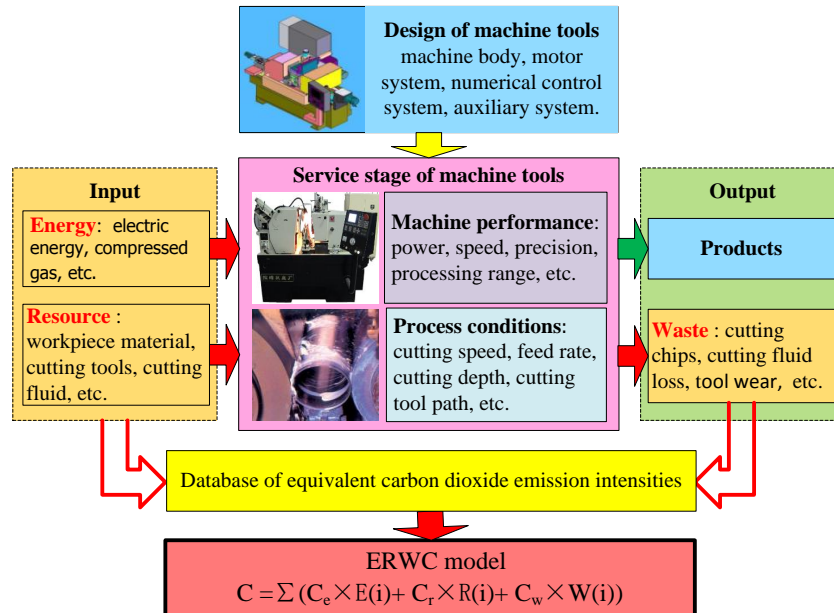 Design of machine tools
machine body, motor
system, numerical control
system, auxiliary system.
Service stage of machine tools
Input
Energy: electric
energy, compressed
gas, etc.
Resource :
workpiece material,
cutting tools, cutting
fluid, etc.
Machine performance:
power, speed, precision,
processing range, etc.
Process conditions:
cutting speed, feed rate,
cutting depth, cutting
tool path, etc.
Output
Products
Waste : cutting
chips, cutting fluid
loss, tool wear, etc.
Database of equivalent carbon dioxide emission intensities
ERWC model
C =∑ (Cₑ×E(i)+ Cᵣ×R(i)+ C_w×W(i))